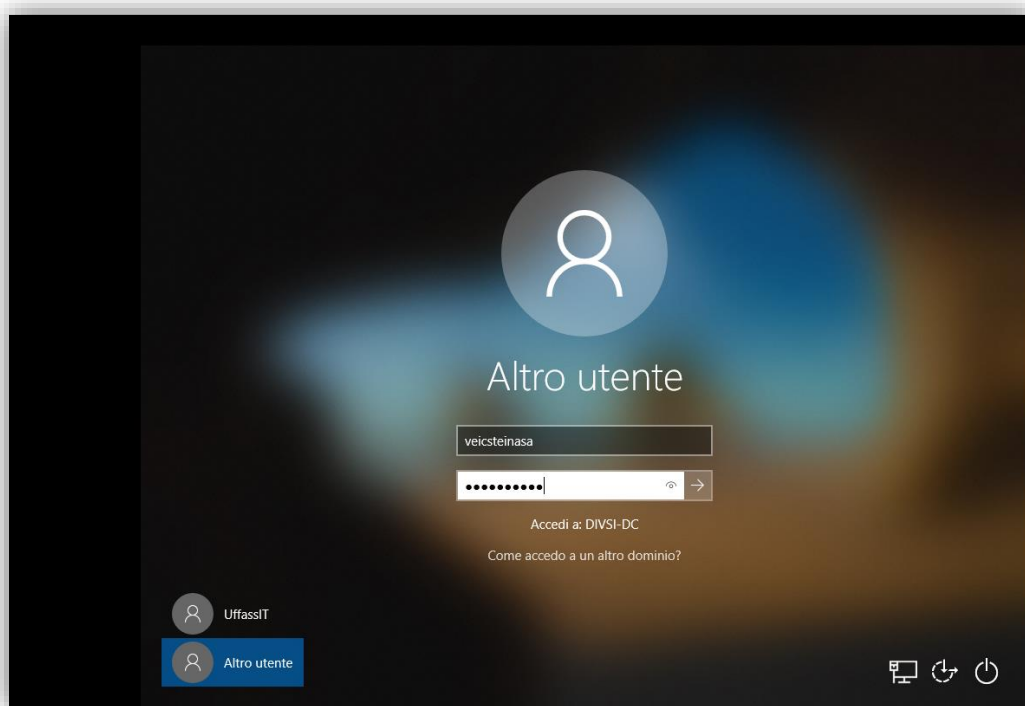 Altro utente
veicsteinasa
Accedi a: DIVSI-DC
Come accedo a un altro dominio?
UffassIT
Altro utente